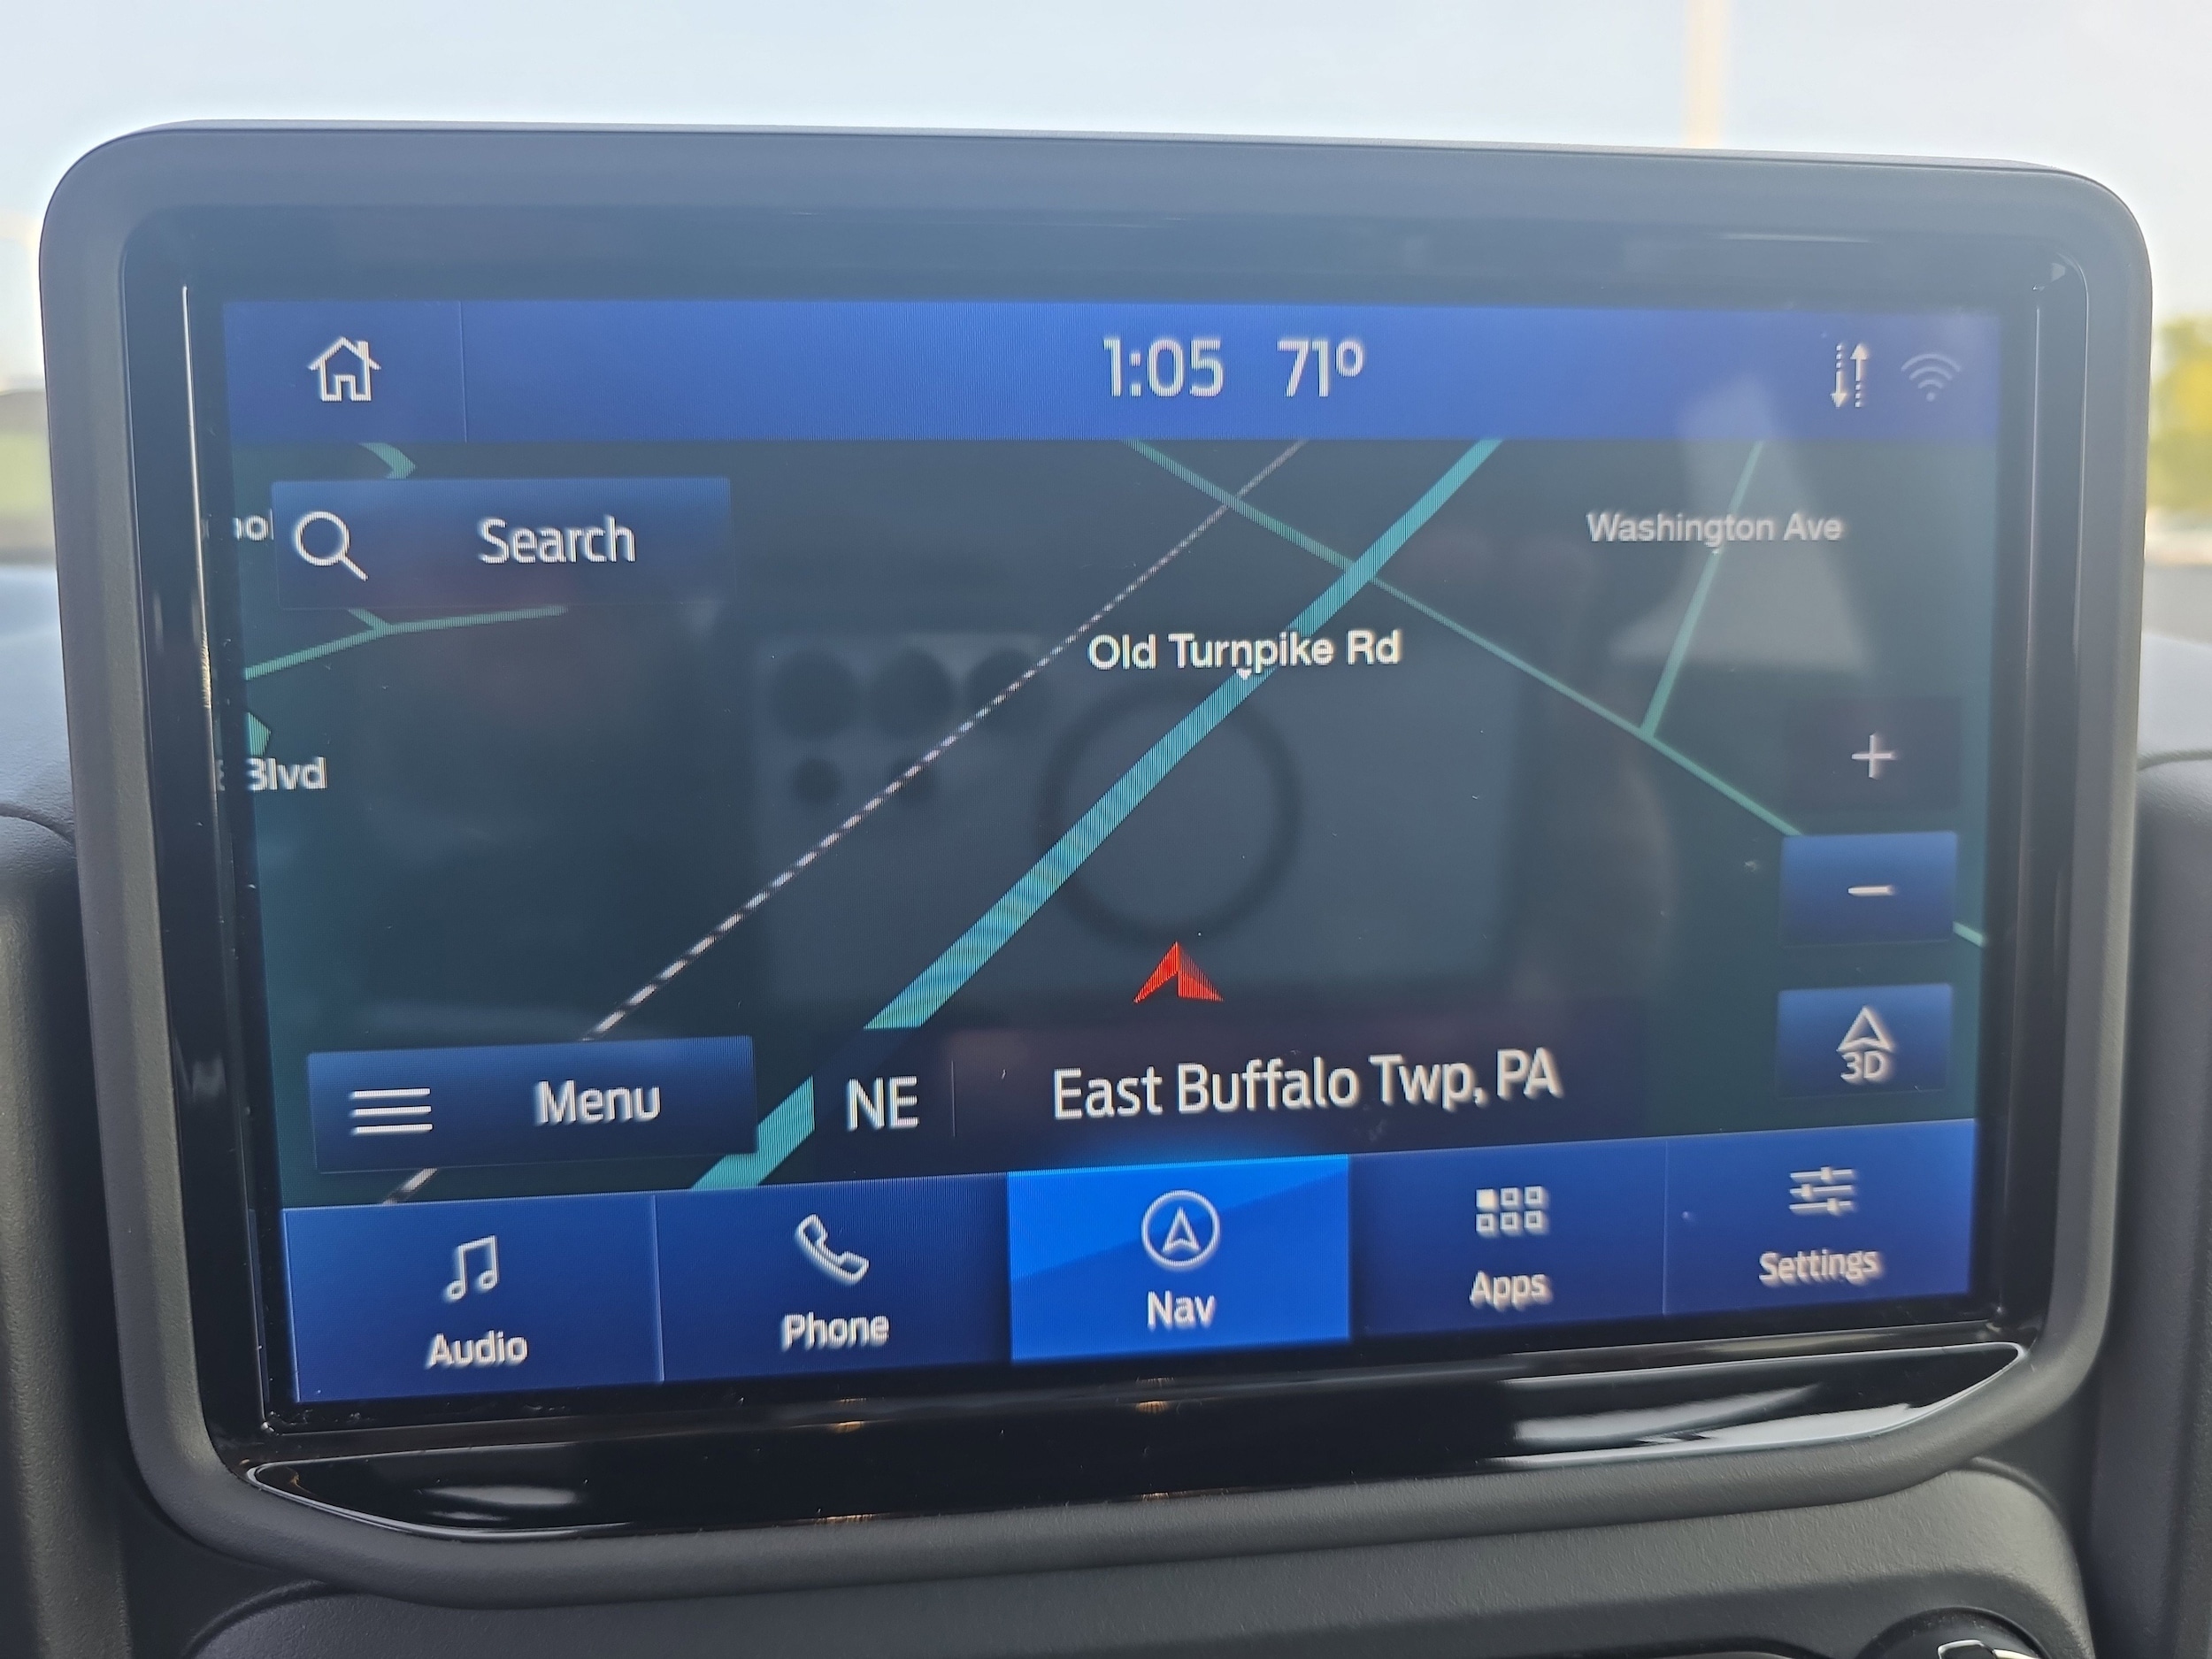 1:05 71°
Search
Washington Ave
Old Turnpike Rd
Blvd
Menu
NE
East Buffalo Twp, PA
3D
Audio
Phone
Nav
Apps
Settings